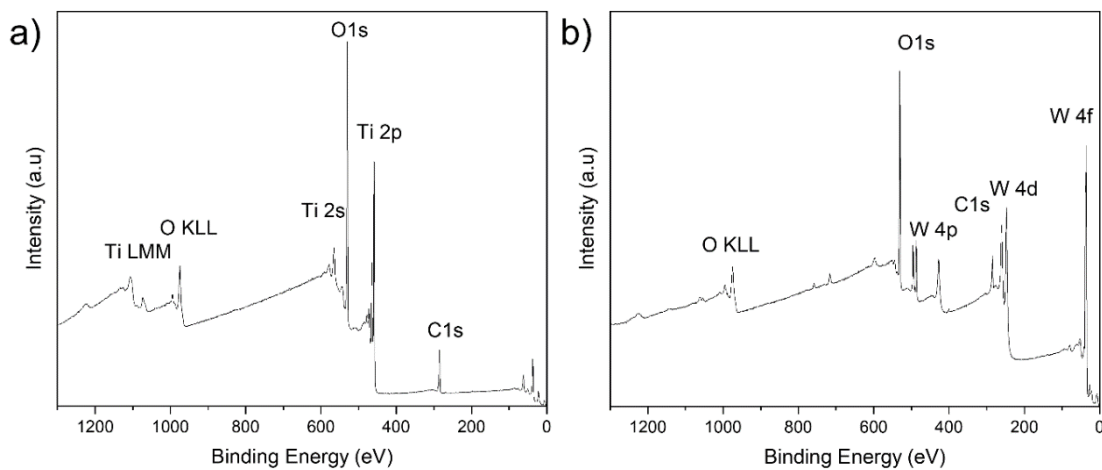 a)
O1s
Ti 2p
Ti 2s
O KLL
Ti LMM
C1s
Intensity (a.u)
1200 1000 800 600 400 200 0
Binding Energy (eV)
b)
O1s
W 4f
W 4d
C1s
W 4p
O KLL
Intensity (a.u)
1200 1000 800 600 400 200 0
Binding Energy (eV)